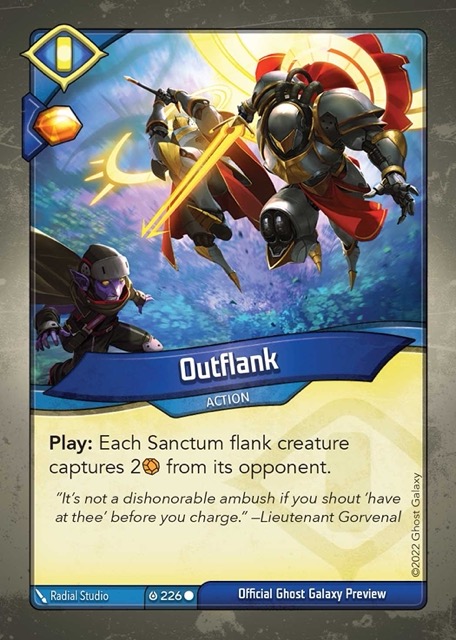 Outflank
ACTION
Play: Each Sanctum flank creature
captures 2 from its opponent.
“It’s not a dishonorable ambush if you shout ‘have
at thee’ before you charge.” –Lieutenant Gorvenal
©2022 Ghost Galaxy
Radial Studio
226
Official Ghost Galaxy Preview